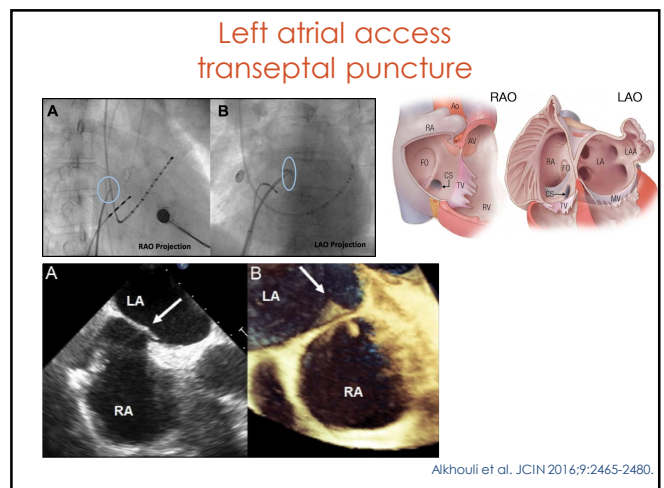 Left atrial access
transeptal puncture
A
B
RAO Projection
LAO Projection
RAO
LAO
Ao
RA
AV
FO
CS
TV
RV
RA
FO
LA
LAA
CS
TV
MV
A
LA
RA
B
LA
RA
Alkhouli et al. JCIN 2016;9:2465-2480.